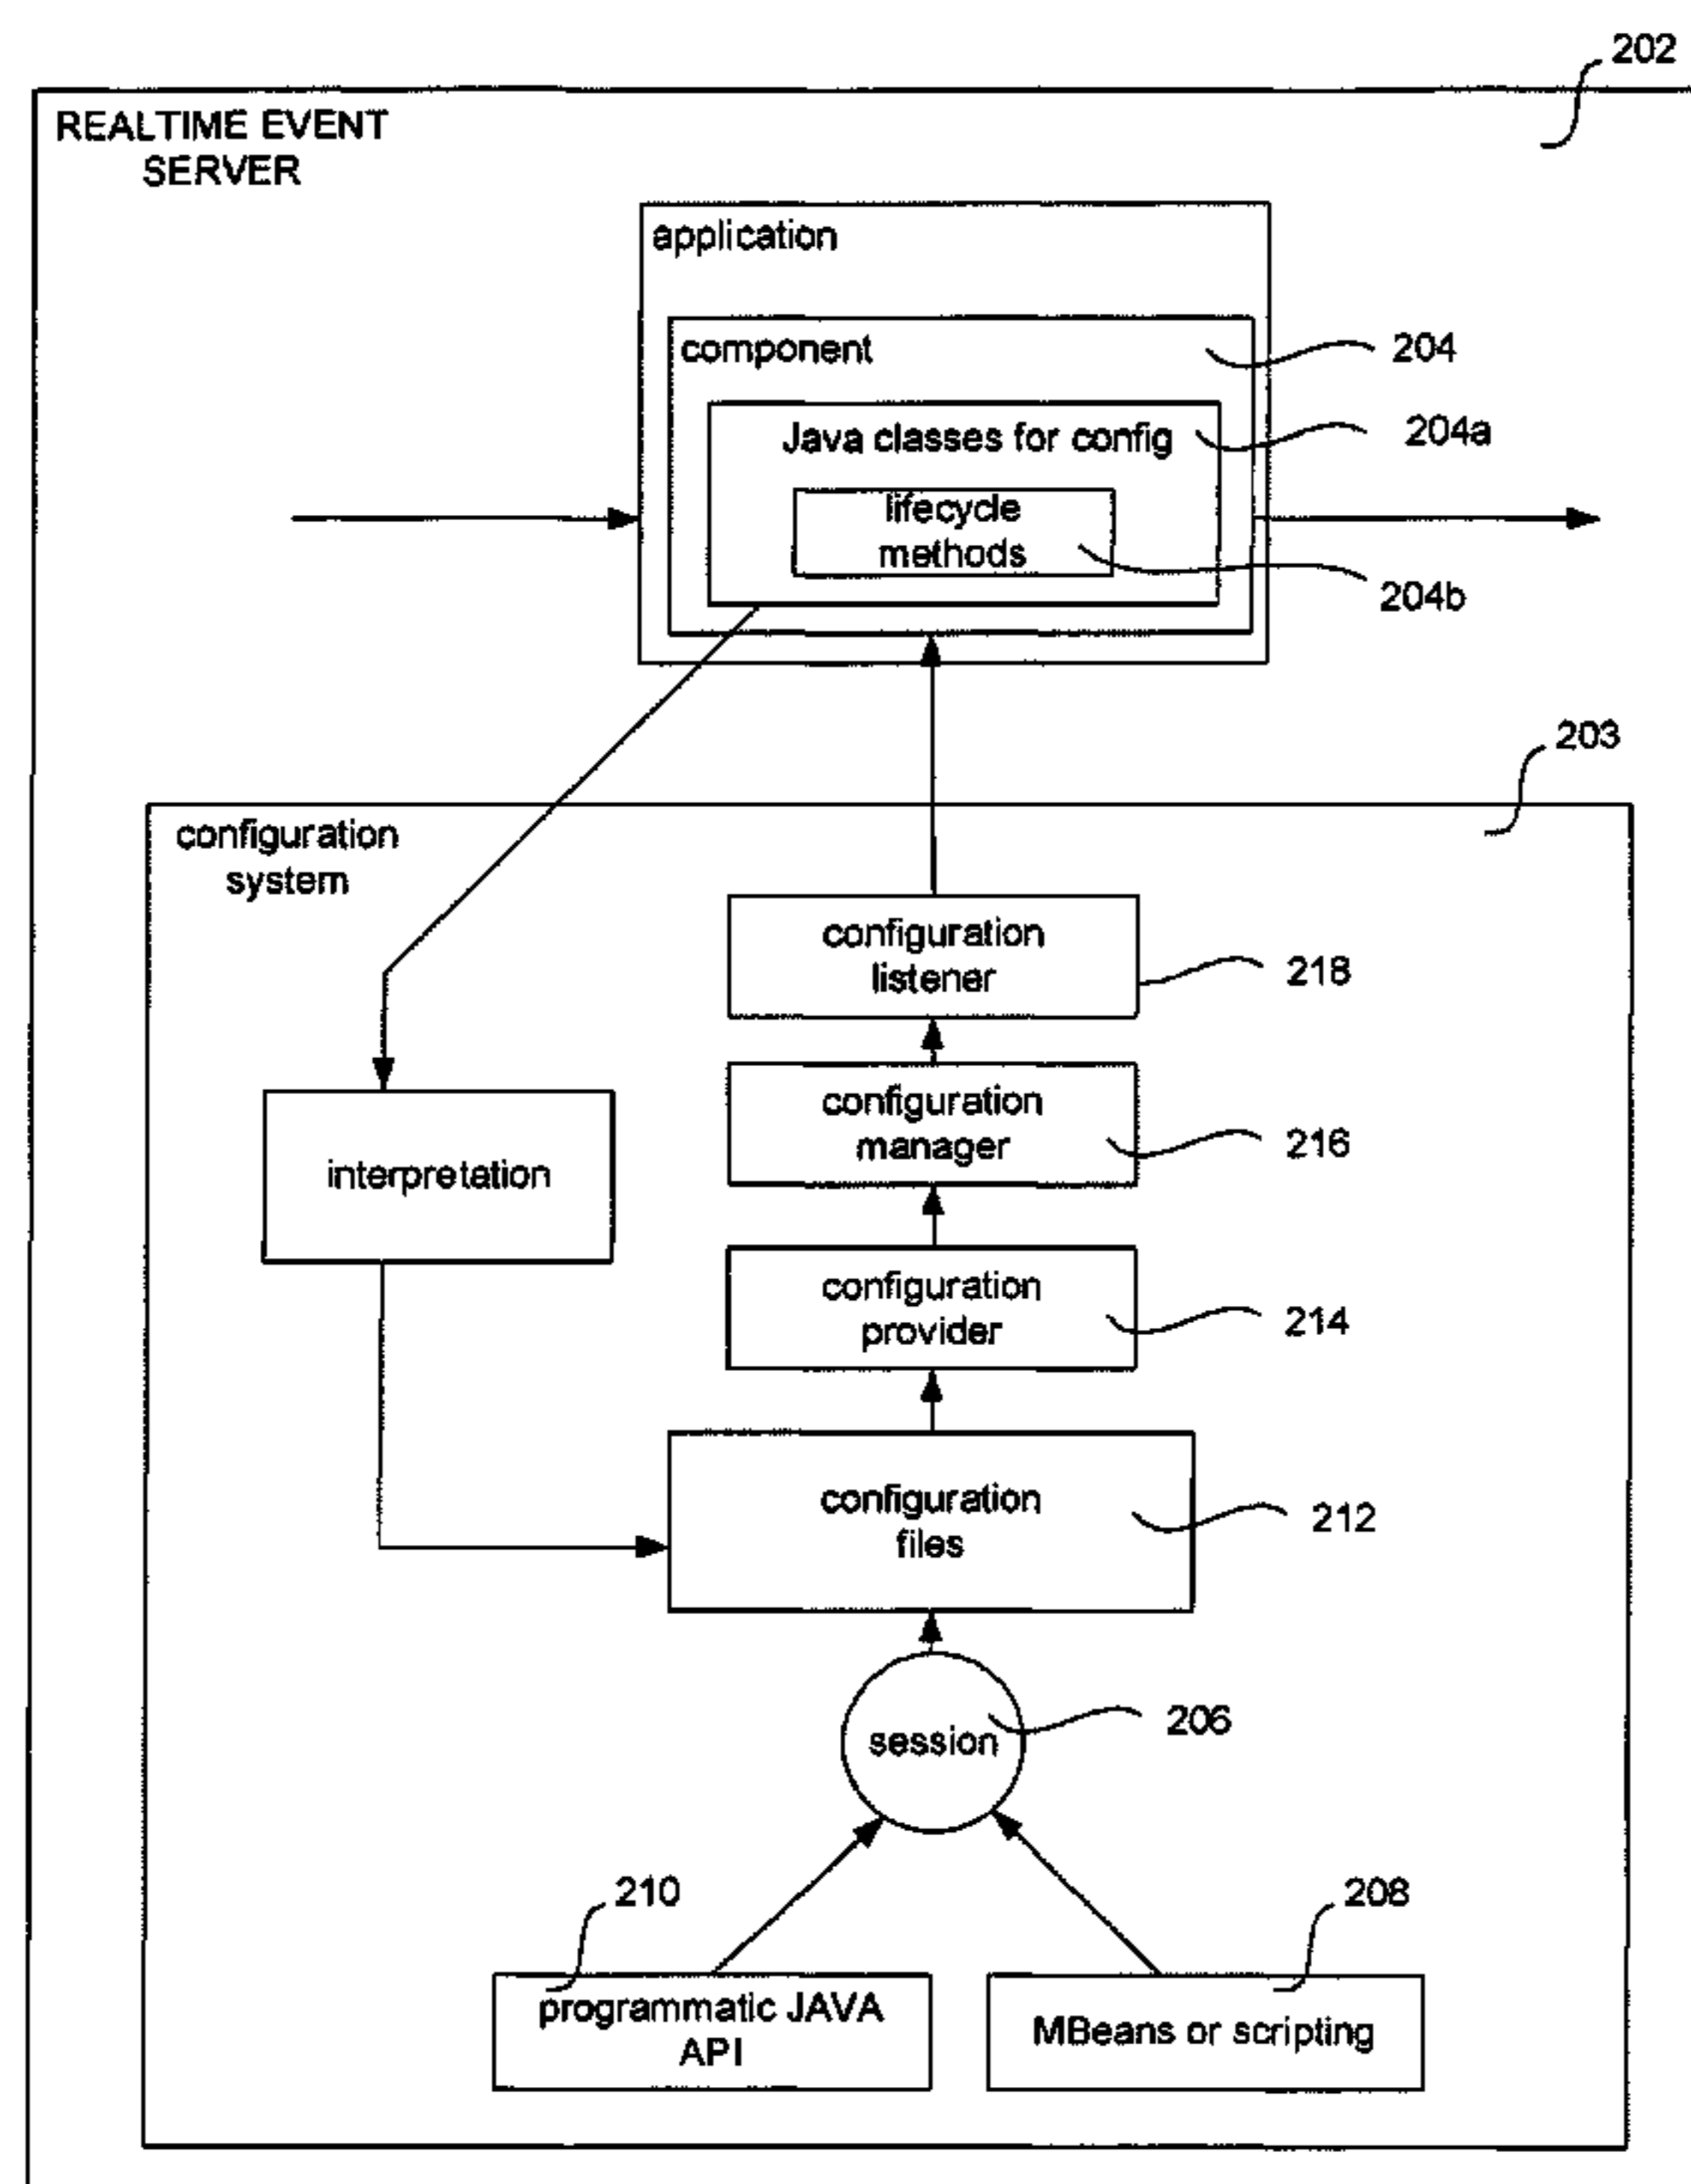 202
REALTIME EVENT
SERVER
application
component
204
Java classes for config
204a
lifecycle
methods
204b
203
configuration
system
configuration
listener
218
configuration
manager
216
interpretation
configuration
provider
214
configuration
files
212
session
206
210
208
programmatic JAVA
API
MBeans or scripting